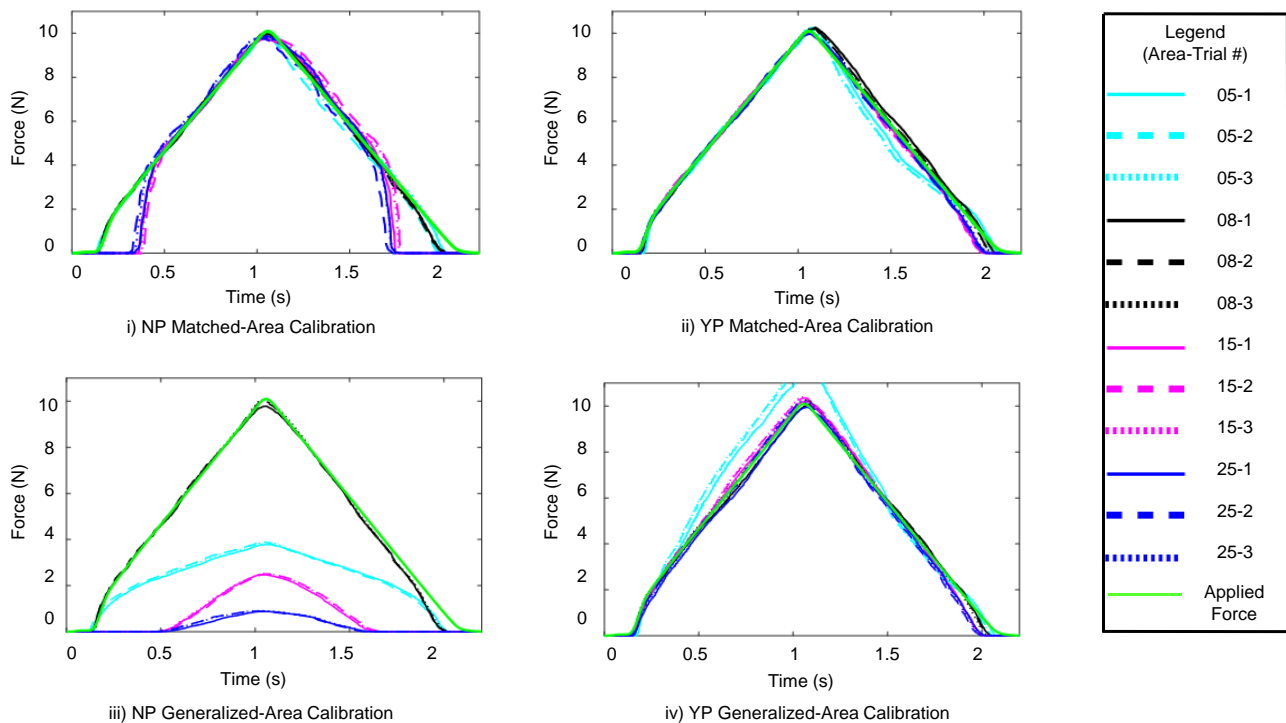 10
8
6
4
2
0
Force (N)
0 0.5 1 1.5 2
Time (s)
i) NP Matched-Area Calibration
10
8
6
4
2
0
Force (N)
0 0.5 1 1.5 2
Time (s)
ii) YP Matched-Area Calibration
10
8
6
4
2
0
Force (N)
0 0.5 1 1.5 2
Time (s)
iii) NP Generalized-Area Calibration
10
8
6
4
2
0
Force (N)
0 0.5 1 1.5 2
Time (s)
iv) YP Generalized-Area Calibration
Legend
(Area-Trial #)
05-1
05-2
05-3
08-1
08-2
08-3
15-1
15-2
15-3
25-1
25-2
25-3
Applied
Force